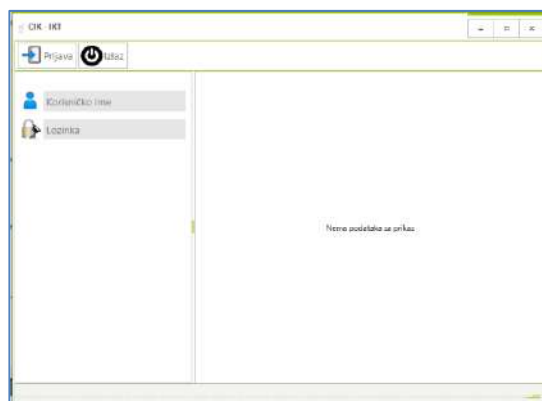 CIK - IKT
Prijava Izlaz
Korisničko ime
Lozinka
Nema podataka za prikaz